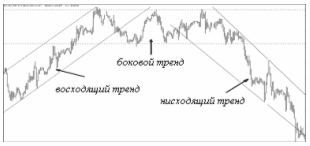 боковой тренд
восходящий тренд
нисходящий тренд